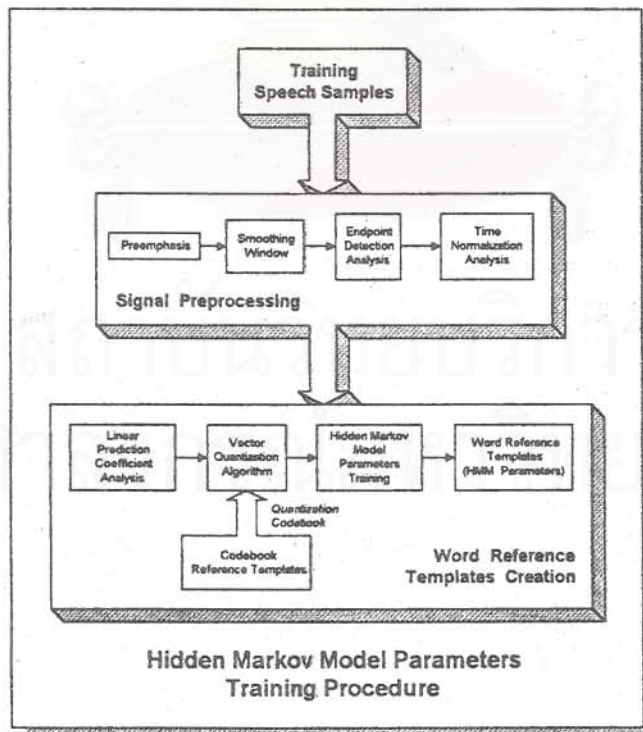 Training
Speech Samples
Preemphasis
Smoothing
Window
Endpoint
Detection
Analysis
Time
Normalization
Analysis
Signal Preprocessing
Linear
Prediction
Coefficient
Analysis
Vector
Quantization
Algorithm
Hidden Markov
Model
Parameters
Training
Word Reference
Templates
(HMM Parameters)
Quantization
Codebook
Codebook
Reference Templates
Word Reference
Templates Creation
Hidden Markov Model Parameters
Training Procedure